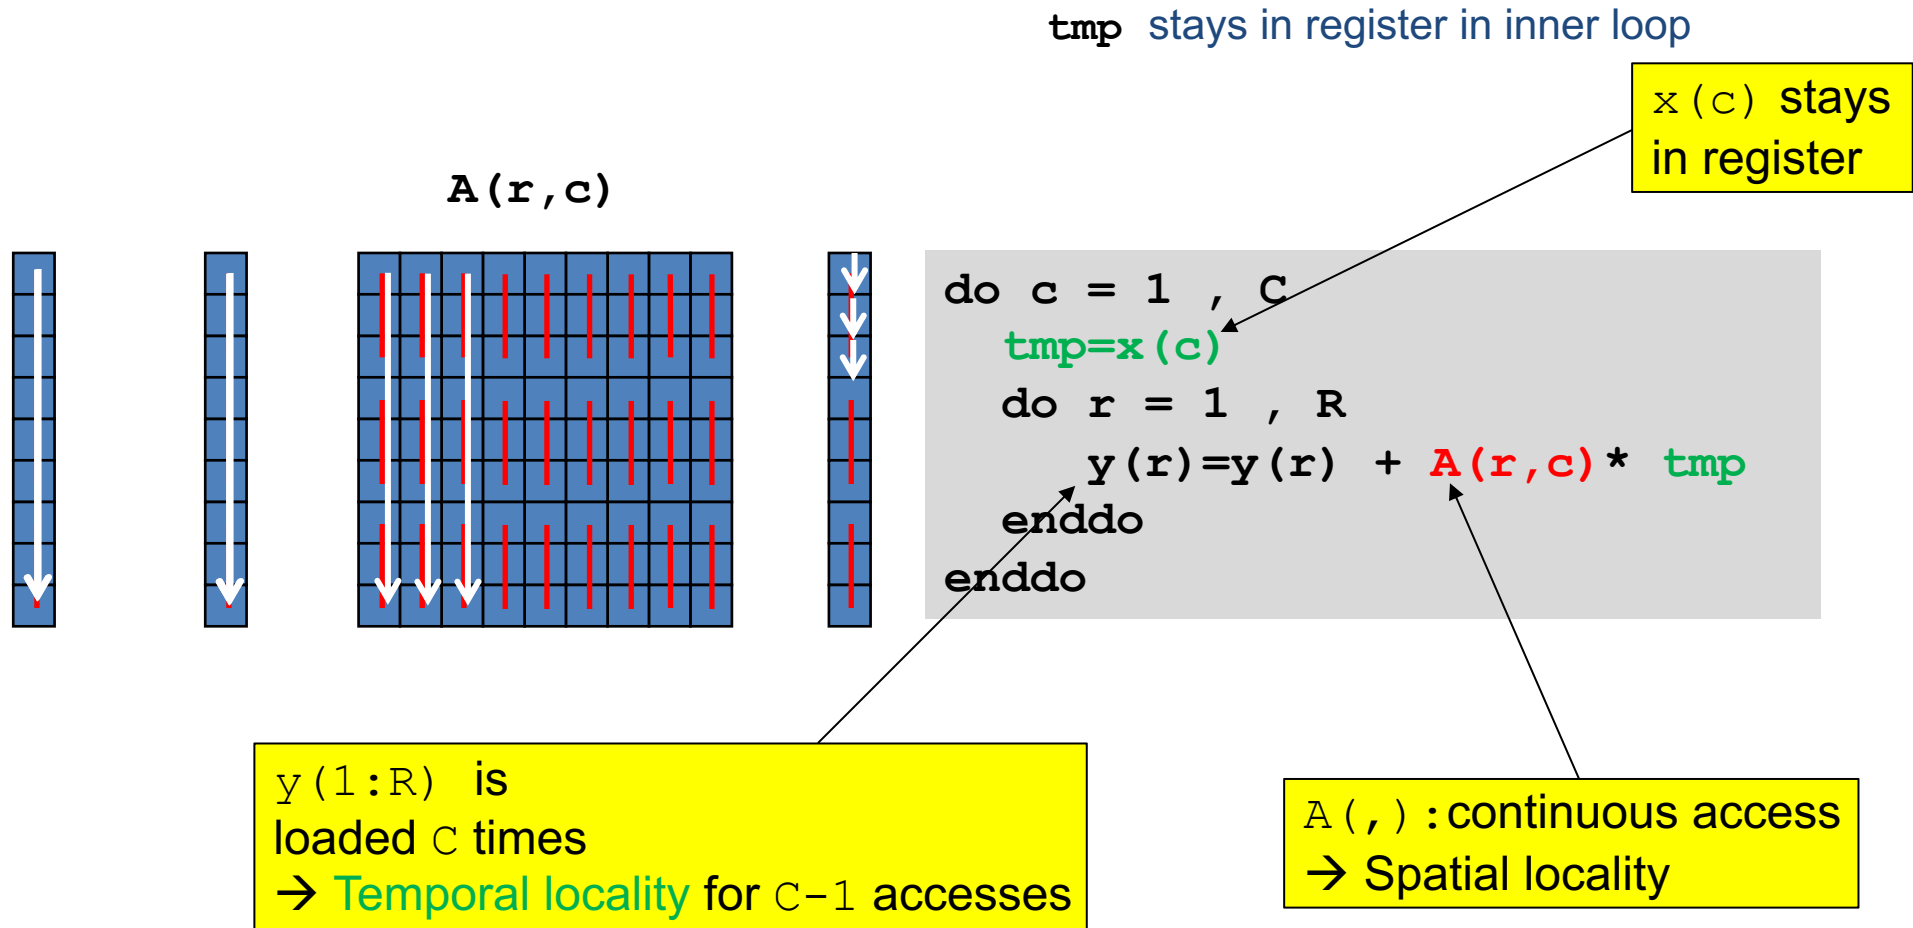 tmp stays in register in inner loop
x(c) stays
in register
A(r,c)
do c = 1 , C
tmp=x(c)
do r = 1 , R
y(r)=y(r) + A(r,c)* tmp
enddo
enddo
y(1:R) is
loaded C times
→ Temporal locality for C-1 accesses
A(,):continuous access
→ Spatial locality